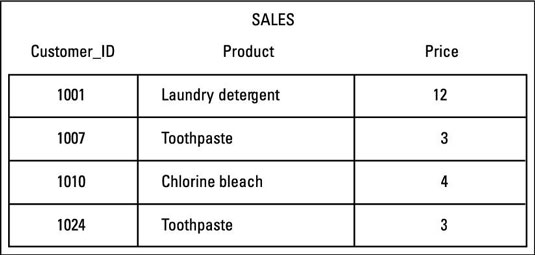 SALES
Customer_ID Product Price
1001 Laundry detergent 12
1007 Toothpaste 3
1010 Chlorine bleach 4
1024 Toothpaste 3